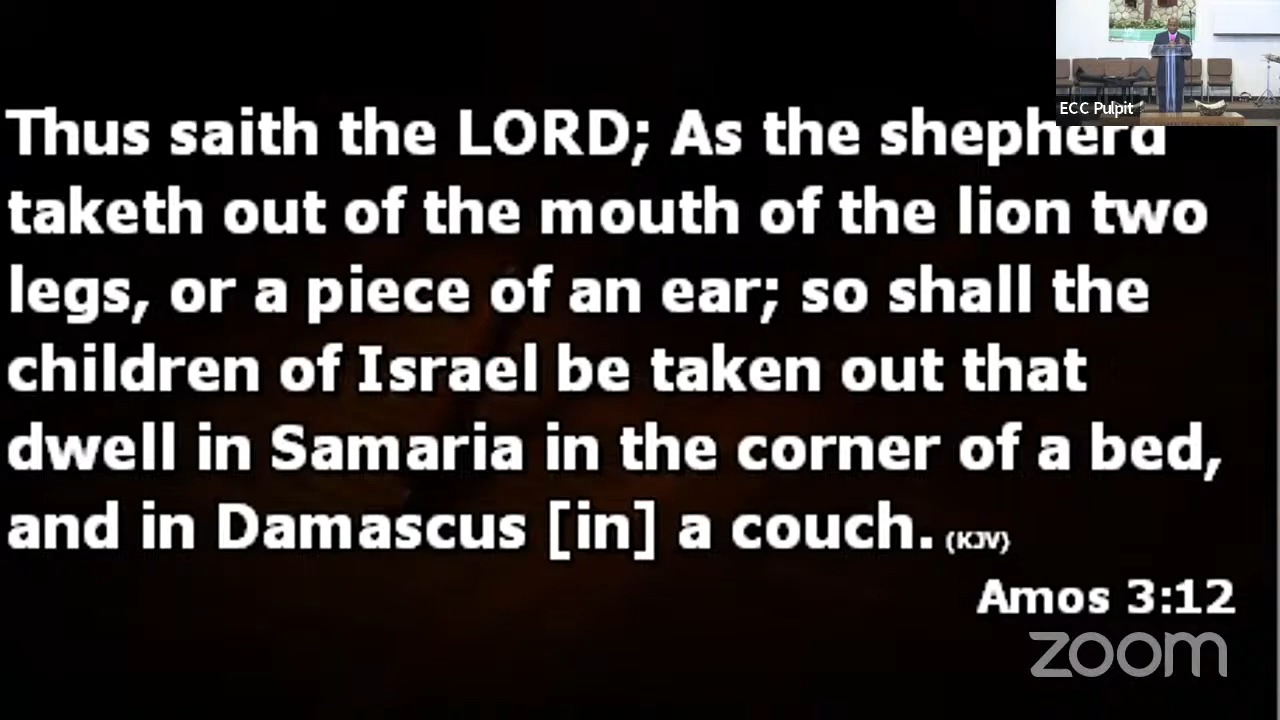 ECC Pulpit
Thus saith the LORD; As the shepherd
taketh out of the mouth of the lion two
legs, or a piece of an ear; so shall the
children of Israel be taken out that
dwell in Samaria in the corner of a bed,
and in Damascus [in] a couch. (KJV)
Amos 3:12
zoom